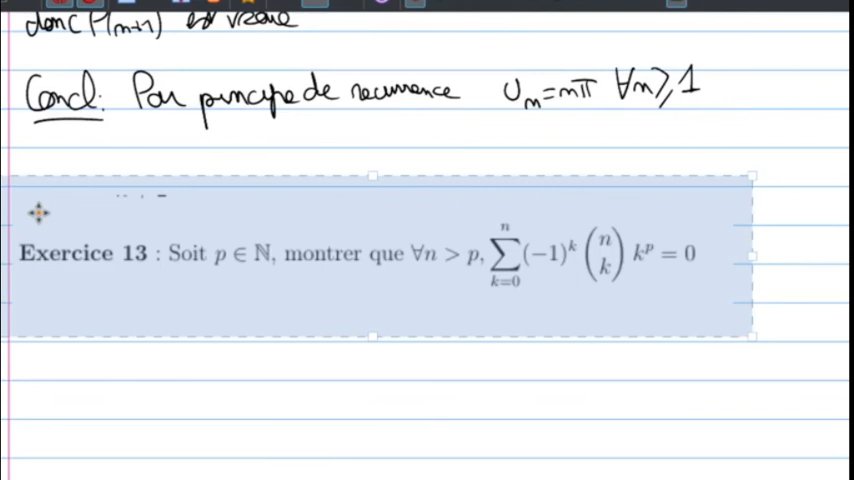 donc P(n+1) est vraie
Concl: Par principe de recurrence Un=nπ ∀n⩾1
Exercice 13 : Soit p ∈ ℕ, montrer que ∀n > p, ∑_{k=0}^{n} (−1)^k \binom{n}{k} k^p = 0